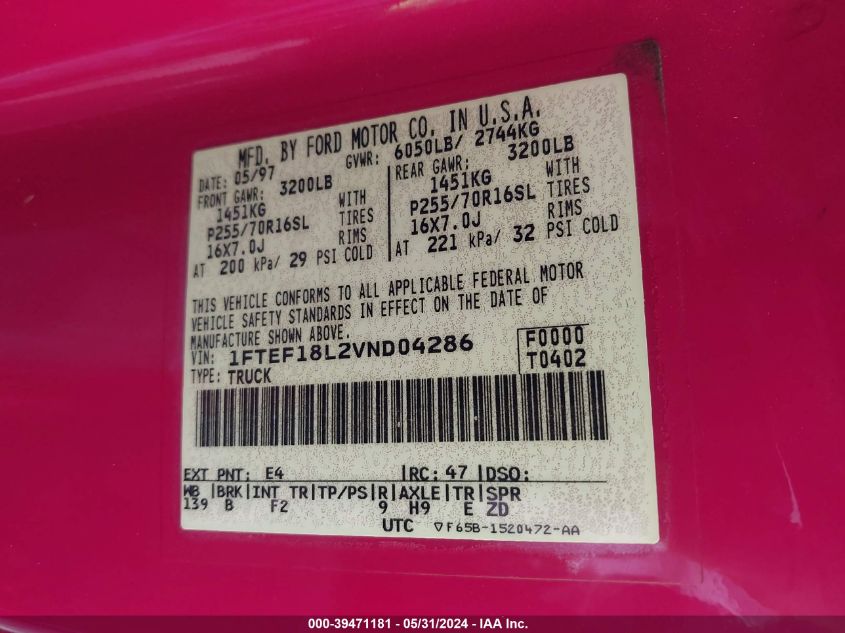 MFD. BY FORD MOTOR CO. IN U.S.A.
DATE: 05/97 GVWR: 6050LB/ 2744KG
FRONT GAWR: 3200LB
1451KG WITH
P255/70R16SL TIRES
16X7.0J RIMS
AT 200 kPa/ 29 PSI COLD
REAR GAWR: 3200LB
1451KG WITH
P255/70R16SL TIRES
16X7.0J RIMS
AT 221 kPa/ 32 PSI COLD
THIS VEHICLE CONFORMS TO ALL APPLICABLE FEDERAL MOTOR
VEHICLE SAFETY STANDARDS IN EFFECT ON THE DATE OF
MANUFACTURE SHOWN ABOVE.
VIN: 1FTEF18L2VND04286
F0000
T0402
TYPE: TRUCK
EXT PNT: E4 |RC: 47 |DSO:
WB |BRK|INT TR|TP/PS|R|AXLE|TR|SPR
139 B F2 9 H9 E ZD
UTC ▽F65B-1520472-AA
000-39471181 - 05/31/2024 - IAA Inc.